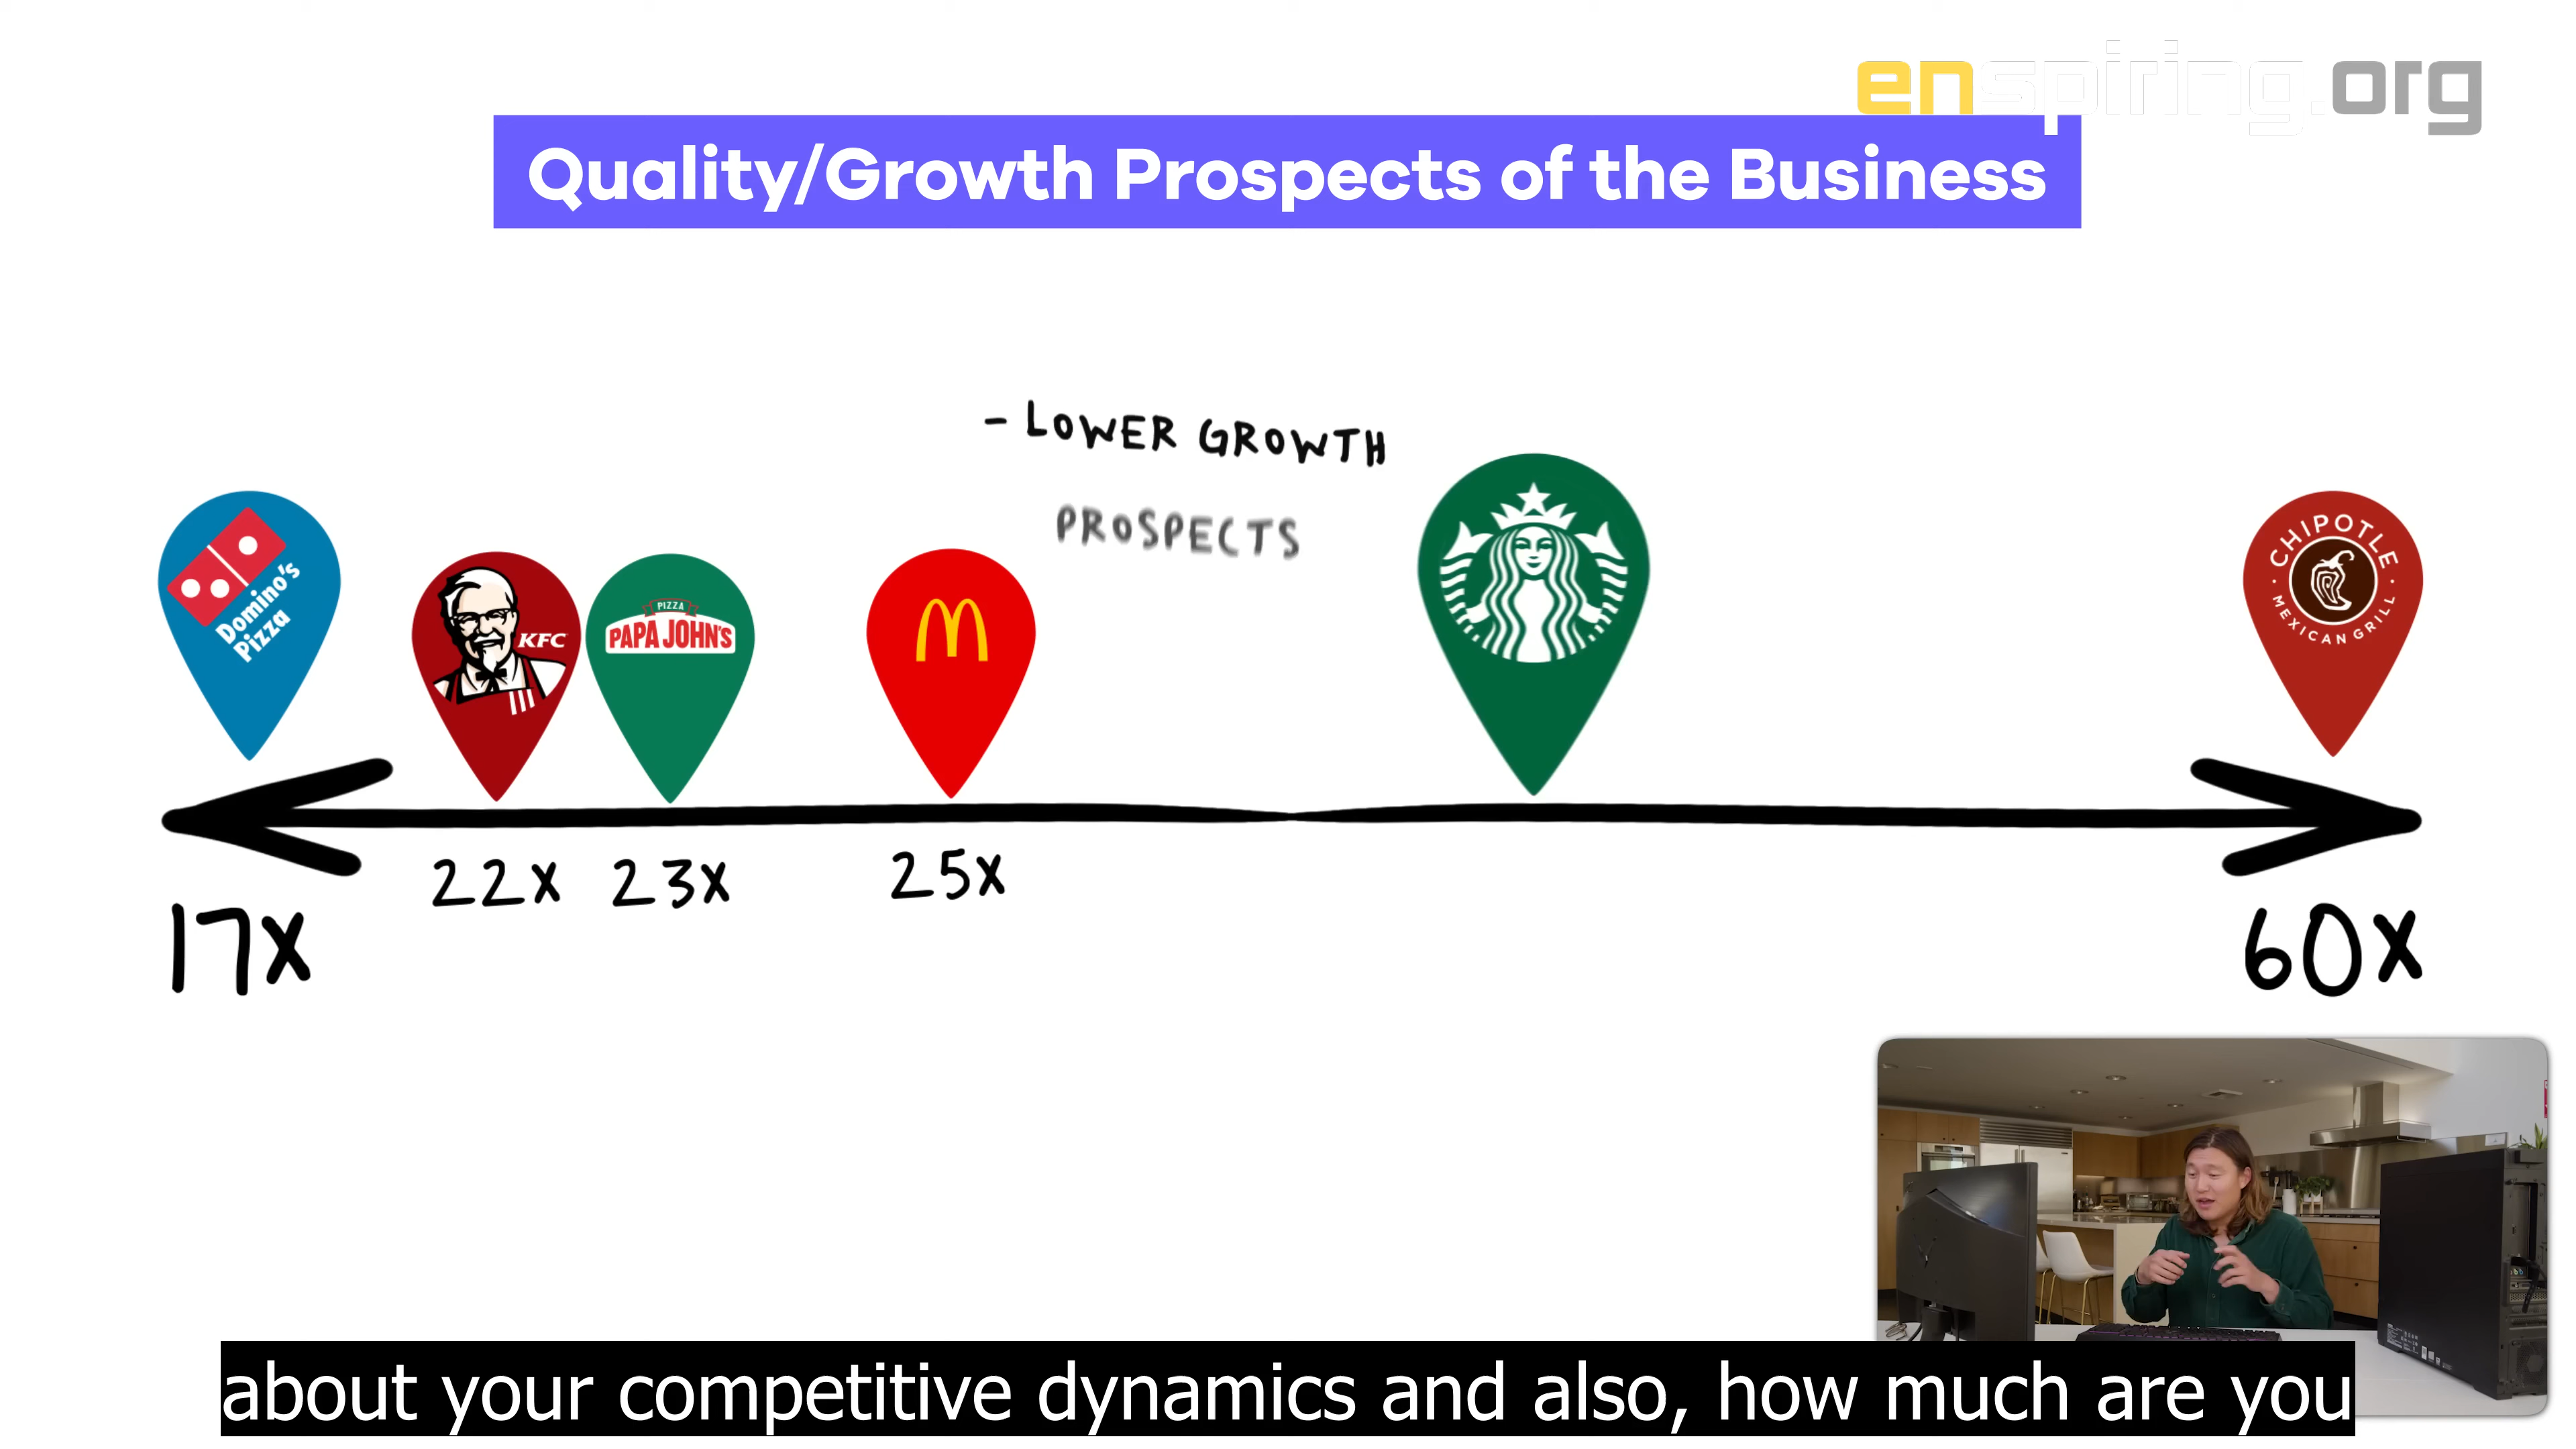 enspiring.org
Quality/Growth Prospects of the Business
- LOWER GROWTH
PROSPECTS
Domino's
Pizza
KFC
PIZZA
PAPA JOHN'S
CHIPOTLE
MEXICAN GRILL
22x 23x 25x
17x 60x
about your competitive dynamics and also, how much are you